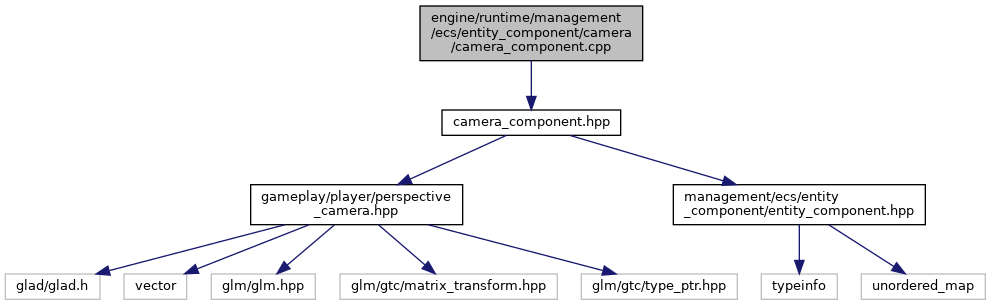 engine/runtime/management
/ecs/entity_component/camera
/camera_component.cpp
camera_component.hpp
gameplay/player/perspective
_camera.hpp
management/ecs/entity
_component/entity_component.hpp
glad/glad.h
vector
glm/glm.hpp
glm/gtc/matrix_transform.hpp
glm/gtc/type_ptr.hpp
typeinfo
unordered_map